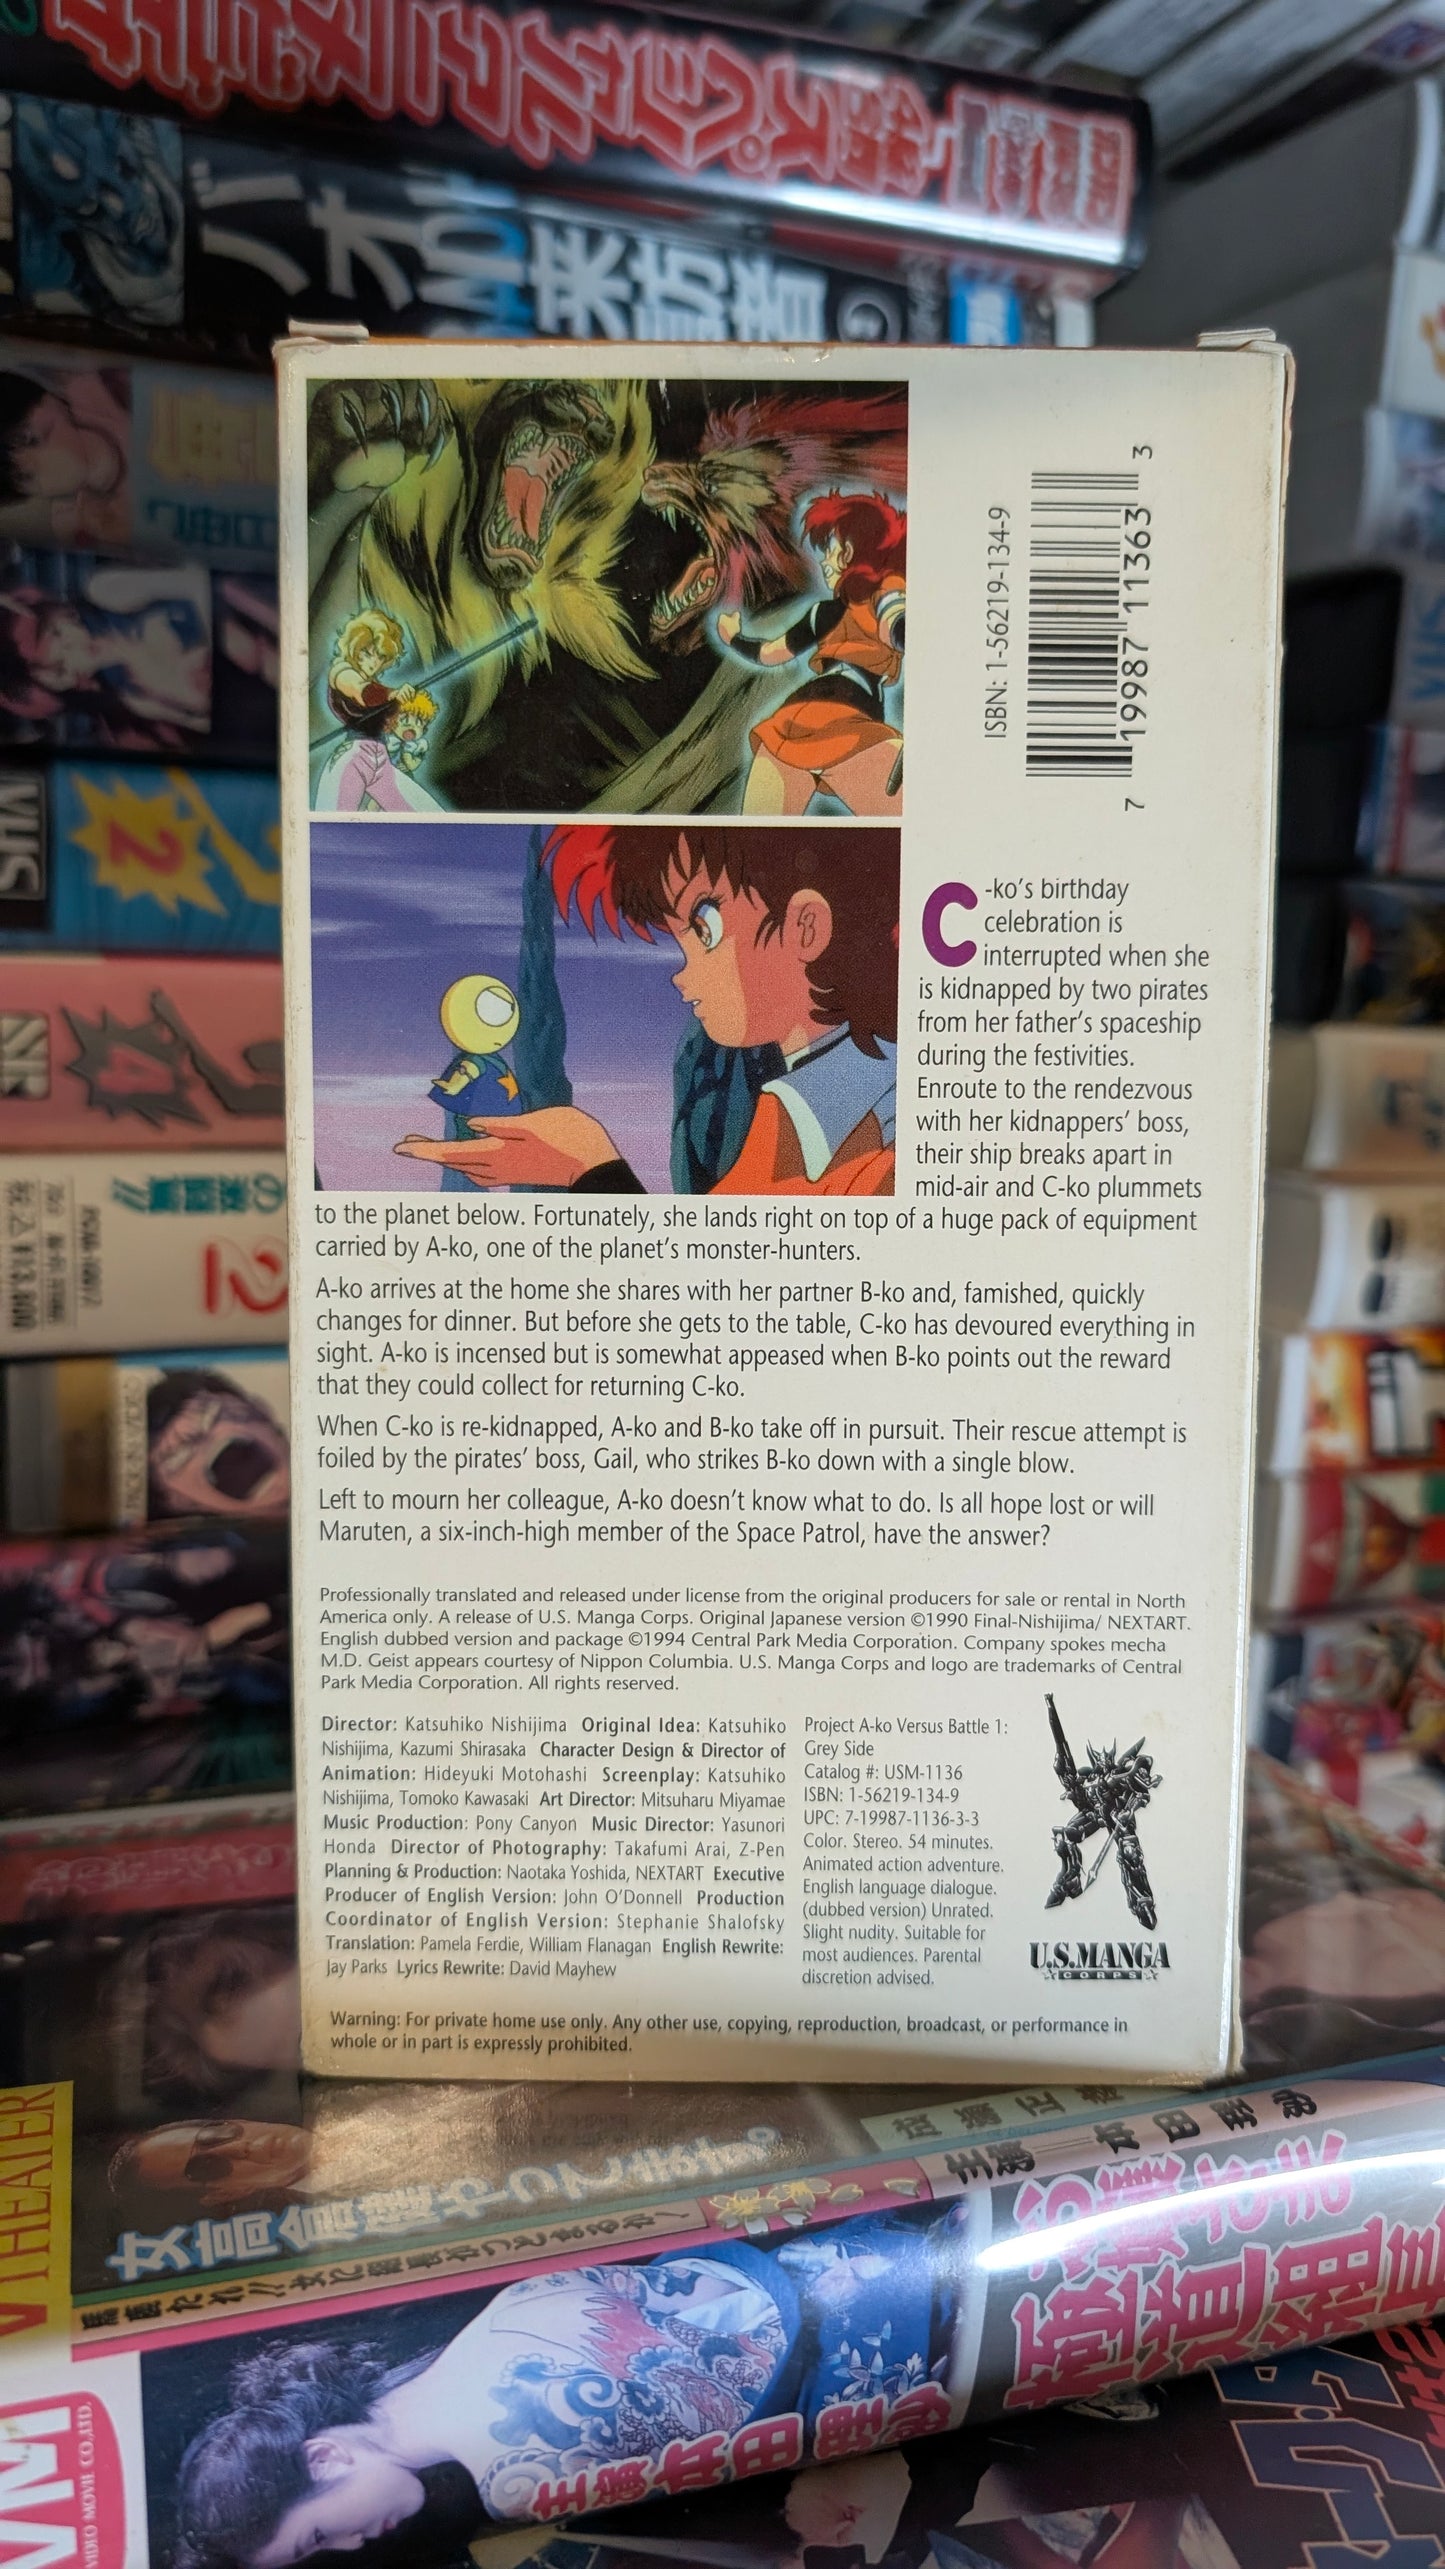 バオー来訪者
VHS
2
4
2
ISBN: 1-56219-134-9
7 19987 11363 3
C-ko's birthday
celebration is
interrupted when she
is kidnapped by two pirates
from her father's spaceship
during the festivities.
Enroute to the rendezvous
with her kidnappers' boss,
their ship breaks apart in
mid-air and C-ko plummets
to the planet below. Fortunately, she lands right on top of a huge pack of equipment
carried by A-ko, one of the planet's monster-hunters.
A-ko arrives at the home she shares with her partner B-ko and, famished, quickly
changes for dinner. But before she gets to the table, C-ko has devoured everything in
sight. A-ko is incensed but is somewhat appeased when B-ko points out the reward
that they could collect for returning C-ko.
When C-ko is re-kidnapped, A-ko and B-ko take off in pursuit. Their rescue attempt is
foiled by the pirates' boss, Gail, who strikes B-ko down with a single blow.
Left to mourn her colleague, A-ko doesn't know what to do. Is all hope lost or will
Maruten, a six-inch-high member of the Space Patrol, have the answer?
Professionally translated and released under license from the original producers for sale or rental in North
America only. A release of U.S. Manga Corps. Original Japanese version ©1990 Final-Nishijima/ NEXTART.
English dubbed version and package ©1994 Central Park Media Corporation. Company spokes mecha
M.D. Geist appears courtesy of Nippon Columbia. U.S. Manga Corps and logo are trademarks of Central
Park Media Corporation. All rights reserved.
Director: Katsuhiko Nishijima Original Idea: Katsuhiko
Nishijima, Kazumi Shirasaka Character Design & Director of
Animation: Hideyuki Motohashi Screenplay: Katsuhiko
Nishijima, Tomoko Kawasaki Art Director: Mitsuharu Miyamae
Music Production: Pony Canyon Music Director: Yasunori
Honda Director of Photography: Takafumi Arai, Z-Pen
Planning & Production: Naotaka Yoshida, NEXTART Executive
Producer of English Version: John O'Donnell Production
Coordinator of English Version: Stephanie Shalofsky
Translation: Pamela Ferdie, William Flanagan English Rewrite:
Jay Parks Lyrics Rewrite: David Mayhew
Project A-ko Versus Battle 1:
Grey Side
Catalog #: USM-1136
ISBN: 1-56219-134-9
UPC: 7-19987-1136-3-3
Color. Stereo. 54 minutes.
Animated action adventure.
English language dialogue.
(dubbed version) Unrated.
Slight nudity. Suitable for
most audiences. Parental
discretion advised.
U.S.MANGA
CORPS
Warning: For private home use only. Any other use, copying, reproduction, broadcast, or performance in
whole or in part is expressly prohibited.
THEATER
VM
VIDEO MOVIE CO.,LTD.